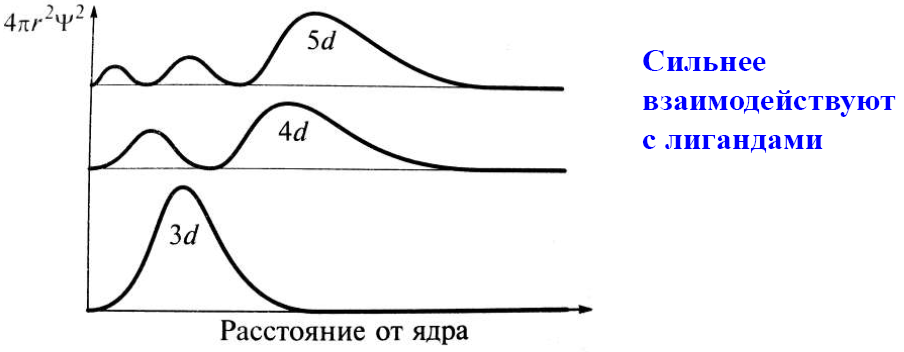 4πr²Ψ²
5d
Сильнее
взаимодействуют
с лигандами
4d
3d
Расстояние от ядра